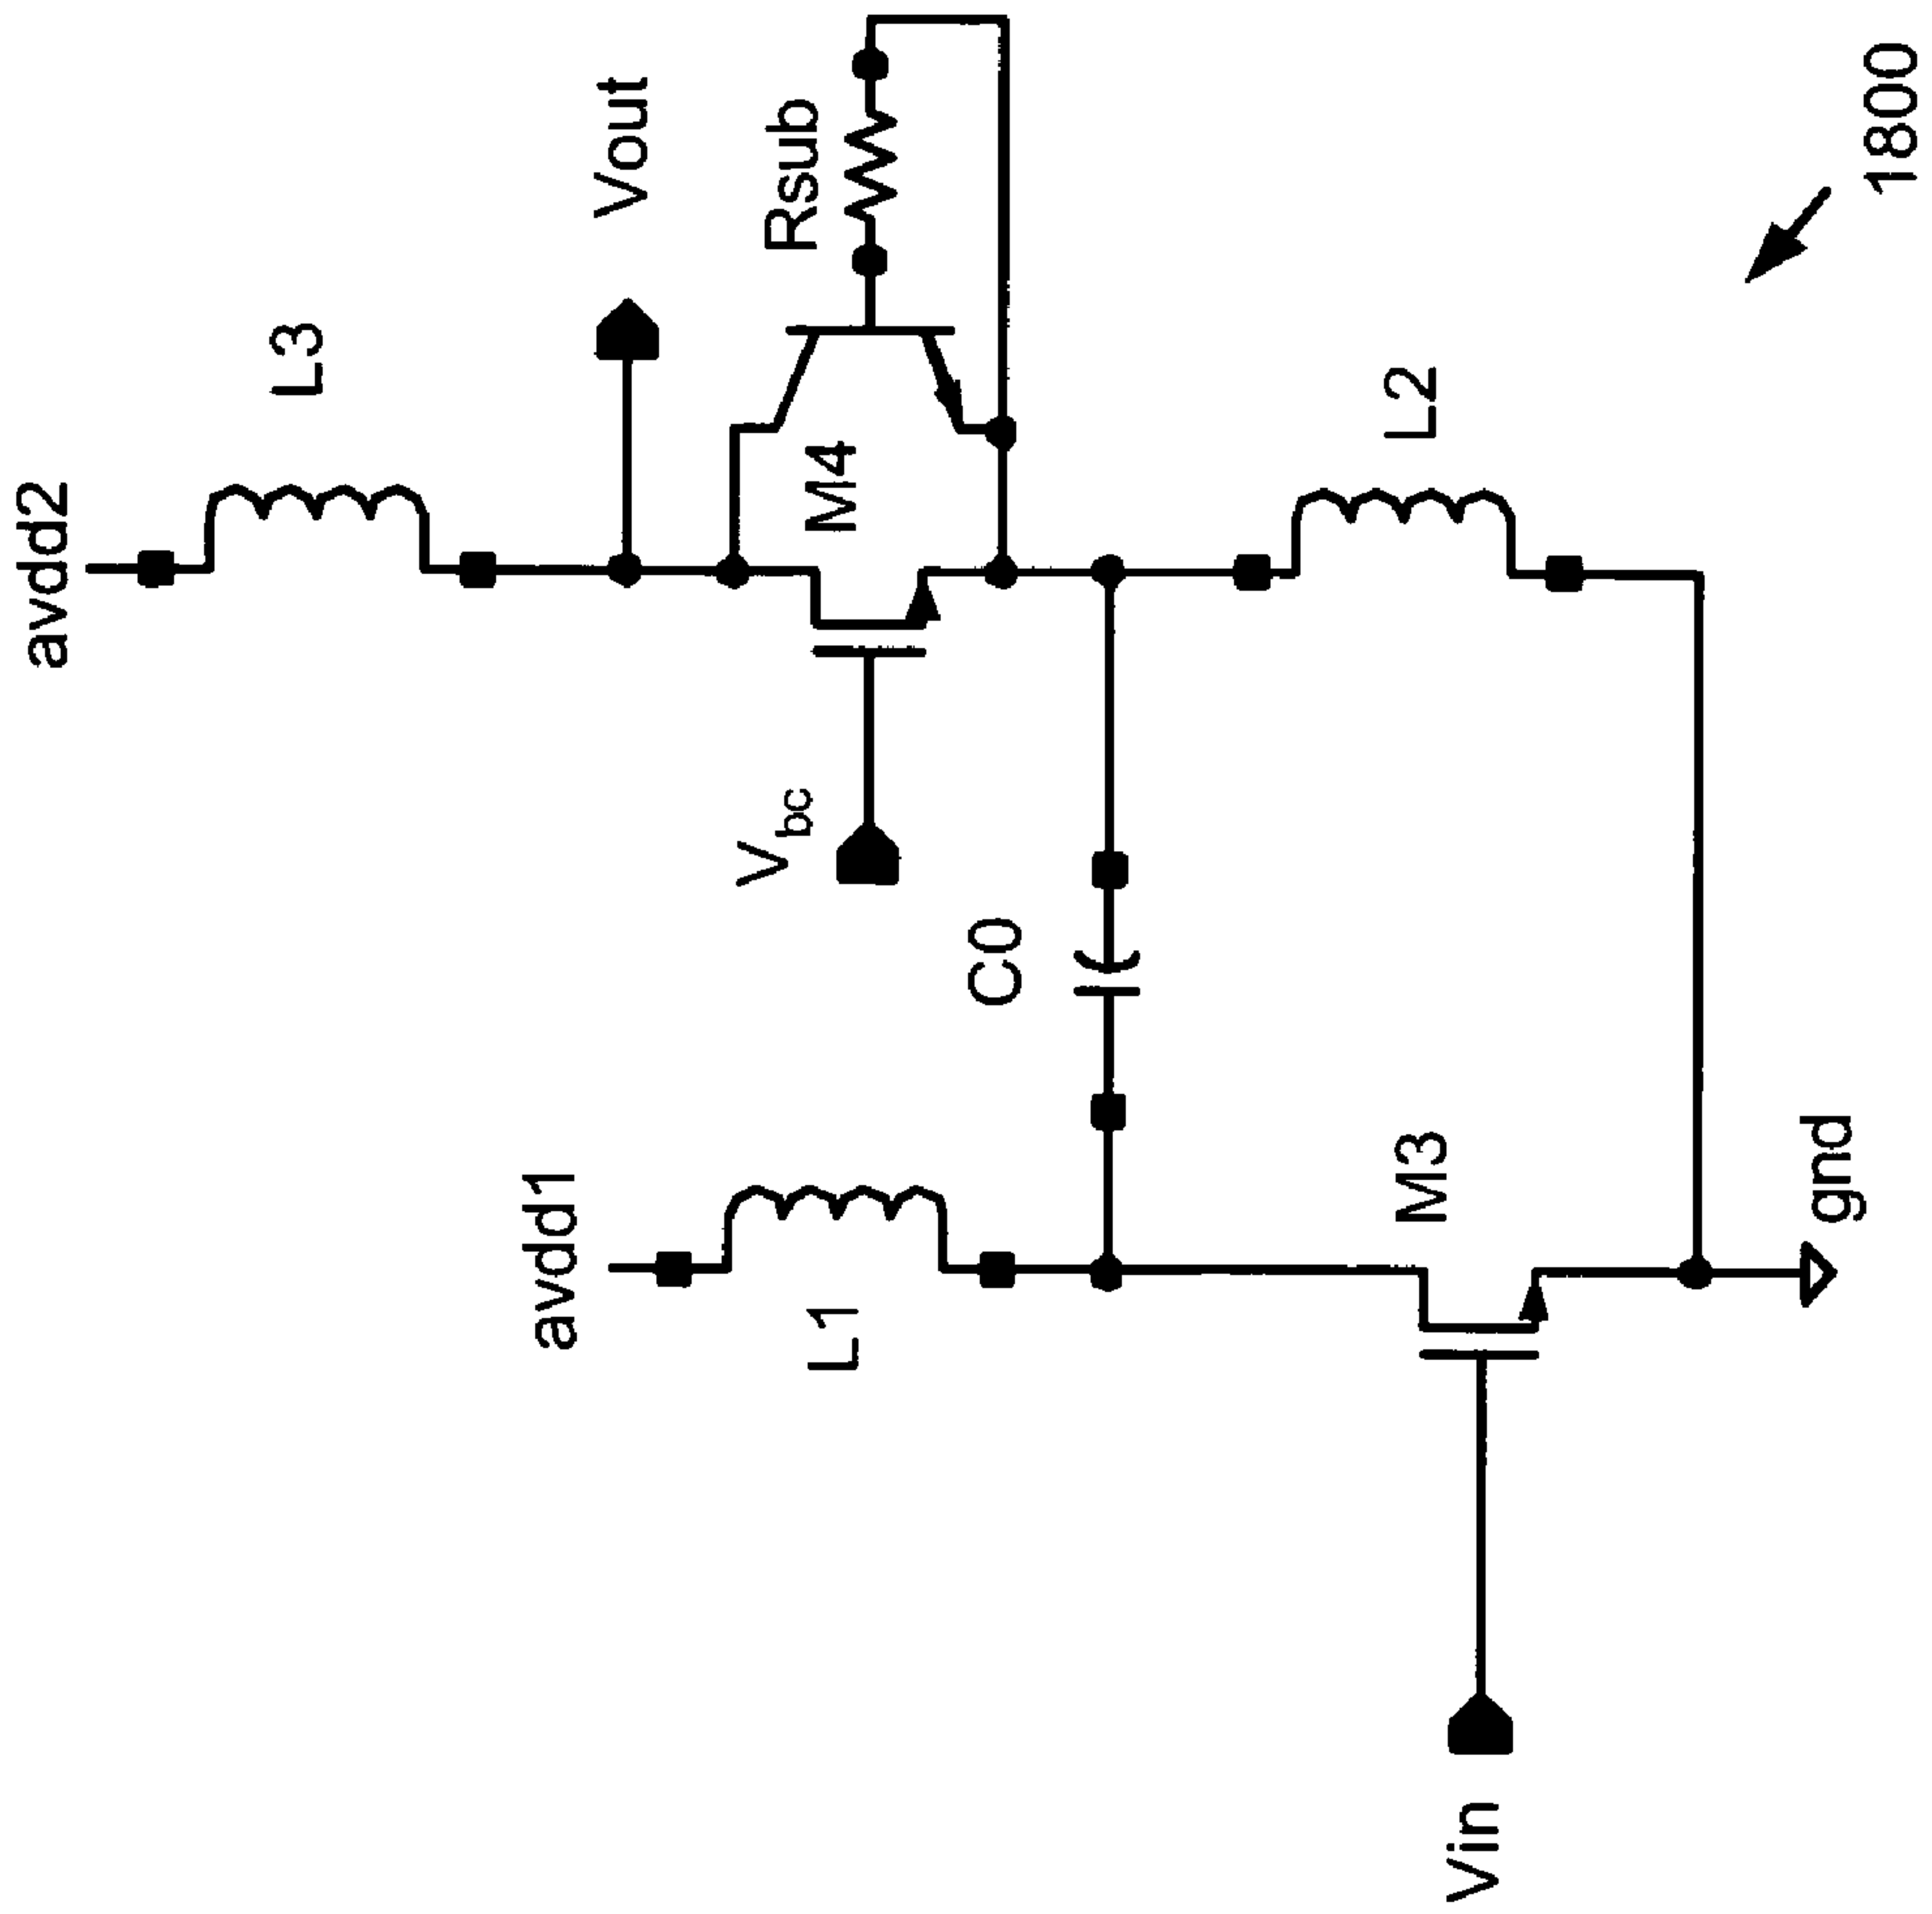 avdd2
L3
Vout
Rsub
M4
avdd1
Vbc
L1
C0
L2
M3
Vin
gnd
1800